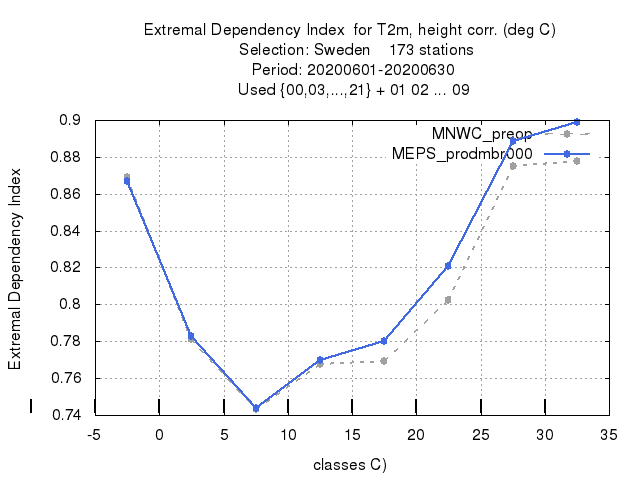 Extremal Dependency Index for T2m, height corr. (deg C)
Selection: Sweden 173 stations
Period: 20200601-20200630
Used {00,03,...,21} + 01 02 ... 09
MNWC_preop
MEPS_prodmbr000
Extremal Dependency Index
0.9
0.88
0.86
0.84
0.82
0.8
0.78
0.76
0.74
-5 0 5 10 15 20 25 30 35
classes C)